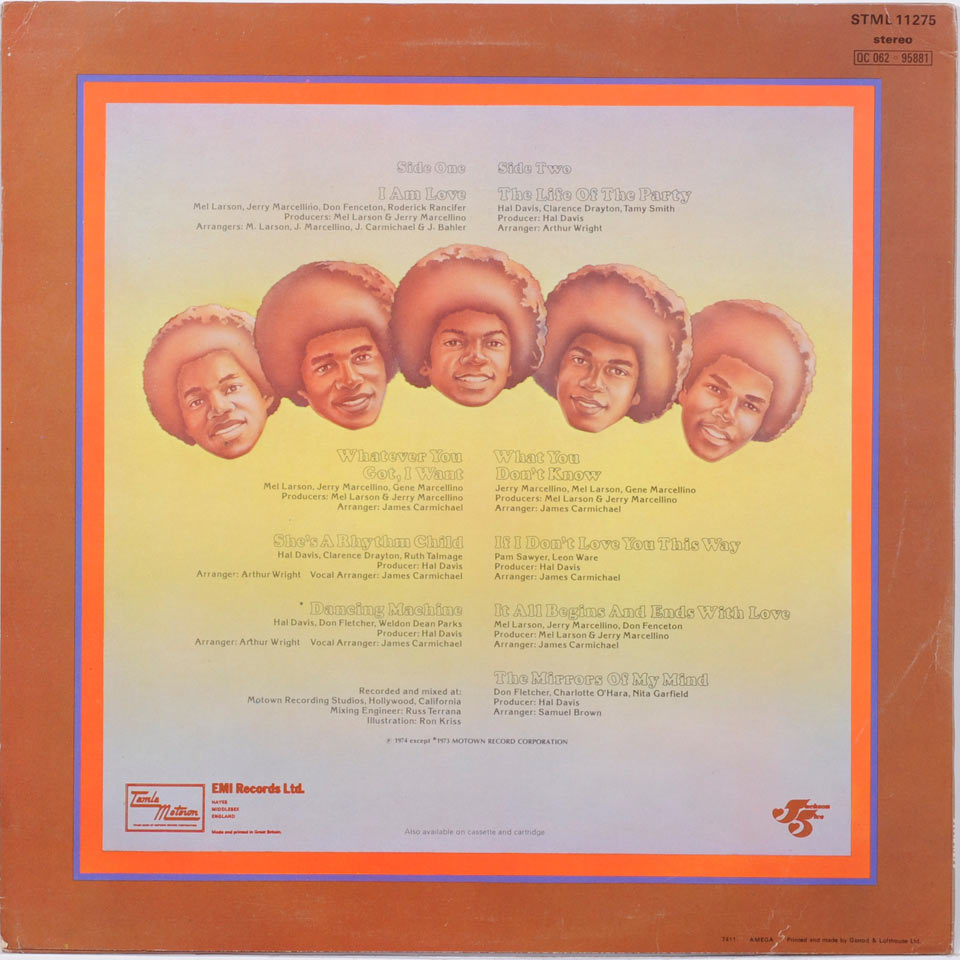 STML 11275
stereo
OC 062 - 95881
Side One
I Am Love
Mel Larson, Jerry Marcellino, Don Fenceton, Roderick Rancifer
Producers: Mel Larson & Jerry Marcellino
Arrangers: M. Larson, J. Marcellino, J. Carmichael & J. Bahler
Whatever You
Got, I Want
Mel Larson, Jerry Marcellino, Gene Marcellino
Producers: Mel Larson & Jerry Marcellino
Arranger: James Carmichael
She's A Rhythm Child
Hal Davis, Clarence Drayton, Ruth Talmage
Producer: Hal Davis
Arranger: Arthur Wright Vocal Arranger: James Carmichael
* Dancing Machine
Hal Davis, Don Fletcher, Weldon Dean Parks
Producer: Hal Davis
Arranger: Arthur Wright Vocal Arranger: James Carmichael
Recorded and mixed at:
Motown Recording Studios, Hollywood, California
Mixing Engineer: Russ Terrana
Illustration: Ron Kriss
Side Two
The Life Of The Party
Hal Davis, Clarence Drayton, Tamy Smith
Producer: Hal Davis
Arranger: Arthur Wright
What You
Don't Know
Jerry Marcellino, Mel Larson, Gene Marcellino
Producers: Mel Larson & Jerry Marcellino
Arranger: James Carmichael
If I Don't Love You This Way
Pam Sawyer, Leon Ware
Producer: Hal Davis
Arranger: James Carmichael
It All Begins And Ends With Love
Mel Larson, Jerry Marcellino, Don Fenceton
Producer: Mel Larson & Jerry Marcellino
Arranger: James Carmichael
The Mirrors Of My Mind
Don Fletcher, Charlotte O'Hara, Nita Garfield
Producer: Hal Davis
Arranger: Samuel Brown
℗ 1974 except *1973 MOTOWN RECORD CORPORATION
Tamla
Motown
EMI Records Ltd.
HAYES
MIDDLESEX
ENGLAND
Made and printed in Great Britain
Also available on cassette and cartridge
Jackson
5ive
7411 AMEGA Printed and made by Garrod & Lofthouse Ltd.